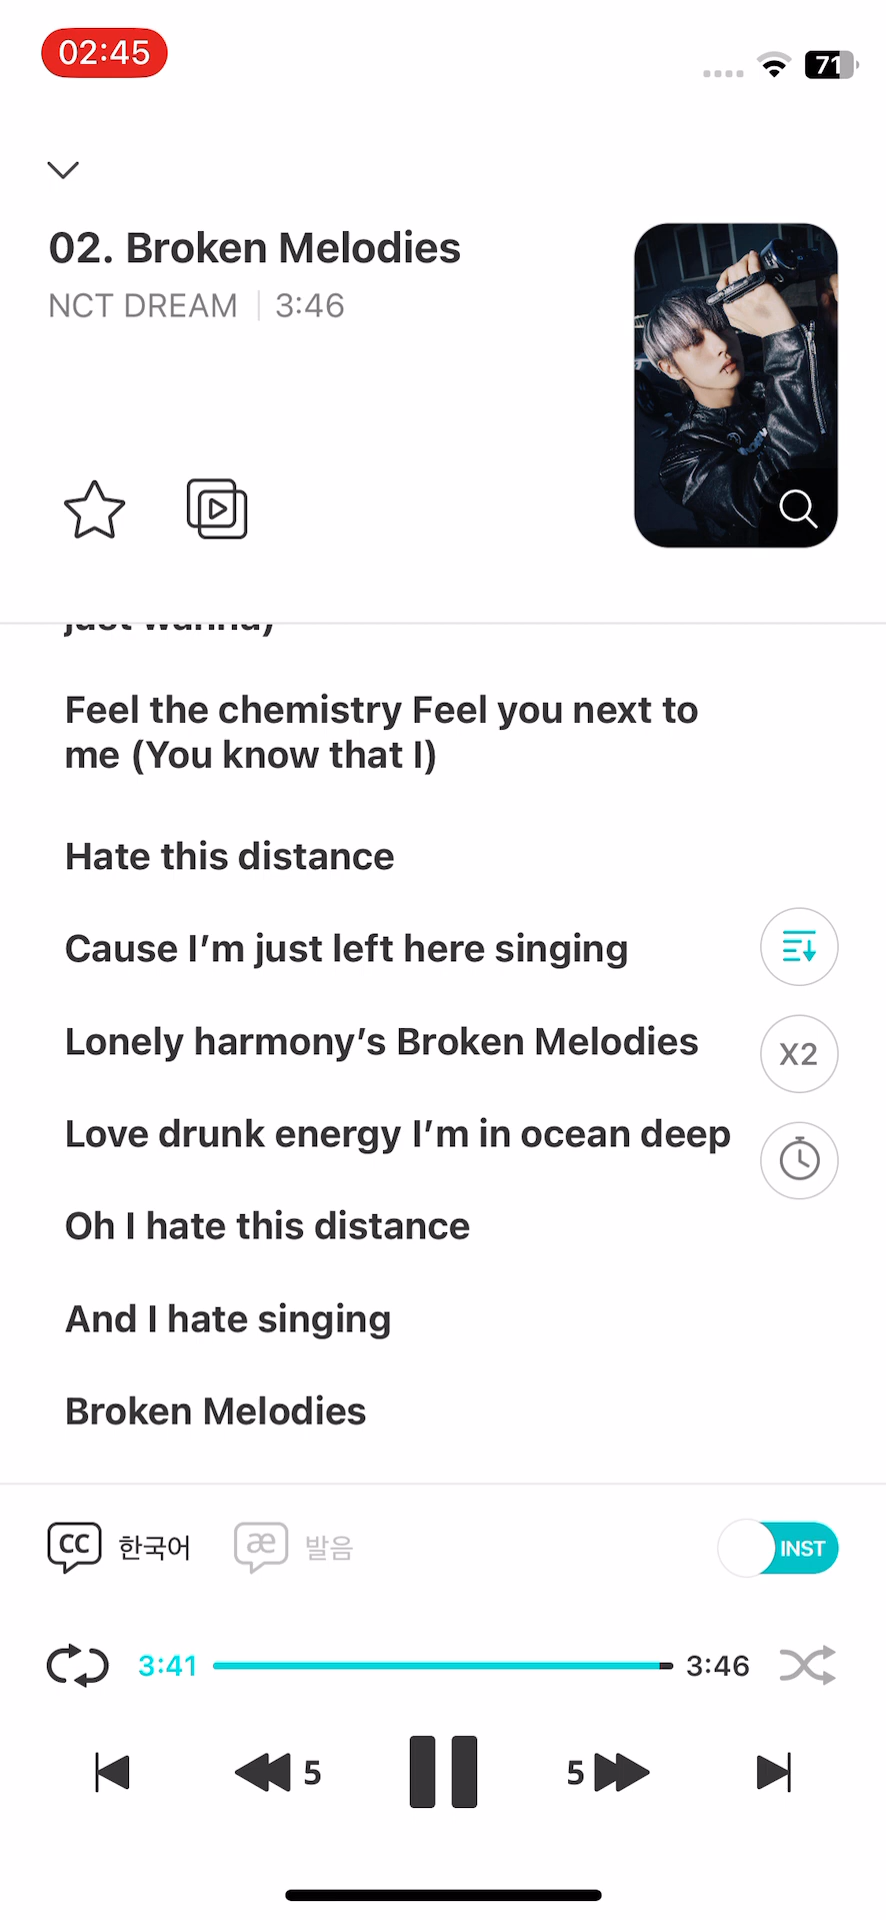 02:45
71
02. Broken Melodies
NCT DREAM | 3:46
just wanna)
Feel the chemistry Feel you next to
me (You know that I)
Hate this distance
Cause I’m just left here singing
Lonely harmony’s Broken Melodies
X2
Love drunk energy I’m in ocean deep
Oh I hate this distance
And I hate singing
Broken Melodies
CC 한국어 æ 발음 INST
3:41 3:46
5 5